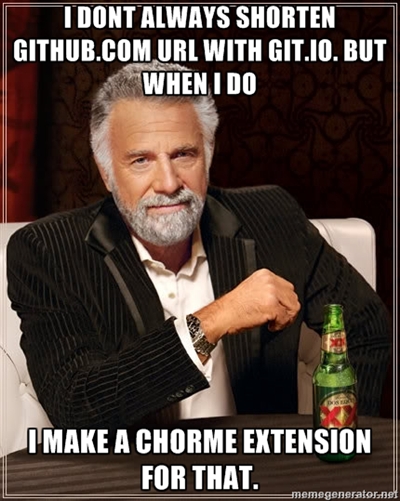 I DONT ALWAYS SHORTEN
GITHUB.COM URL WITH GIT.IO. BUT
WHEN I DO
XX
I MAKE A CHORME EXTENSION
FOR THAT.
memegenerator.net